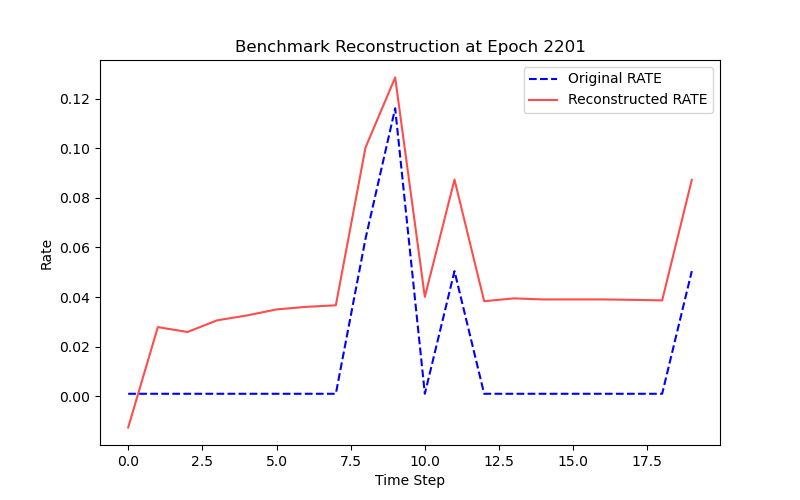 Benchmark Reconstruction at Epoch 2201
Original RATE
Reconstructed RATE
0.12
0.10
0.08
0.06
0.04
0.02
0.00
Rate
0.0 2.5 5.0 7.5 10.0 12.5 15.0 17.5
Time Step